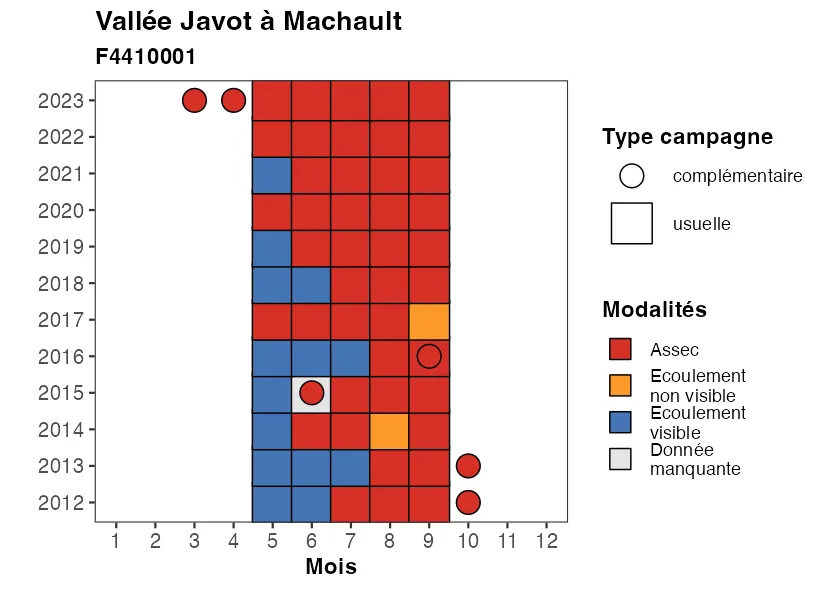 Vallée Javot à Machault
F4410001
2023
2022
2021
2020
2019
2018
2017
2016
2015
2014
2013
2012
1 2 3 4 5 6 7 8 9 10 11 12
Mois
Type campagne
complémentaire
usuelle
Modalités
Assec
Ecoulement
non visible
Ecoulement
visible
Donnée
manquante